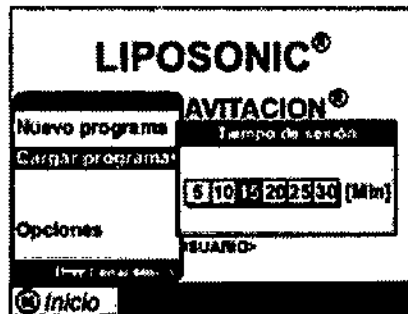 LIPOSONIC®
AVITACION®
Nuevo programa
Tiempo de sesión
Cargar programa
5 10 15 20 25 30 [Min]
Opciones
USUARIO>
Inicio